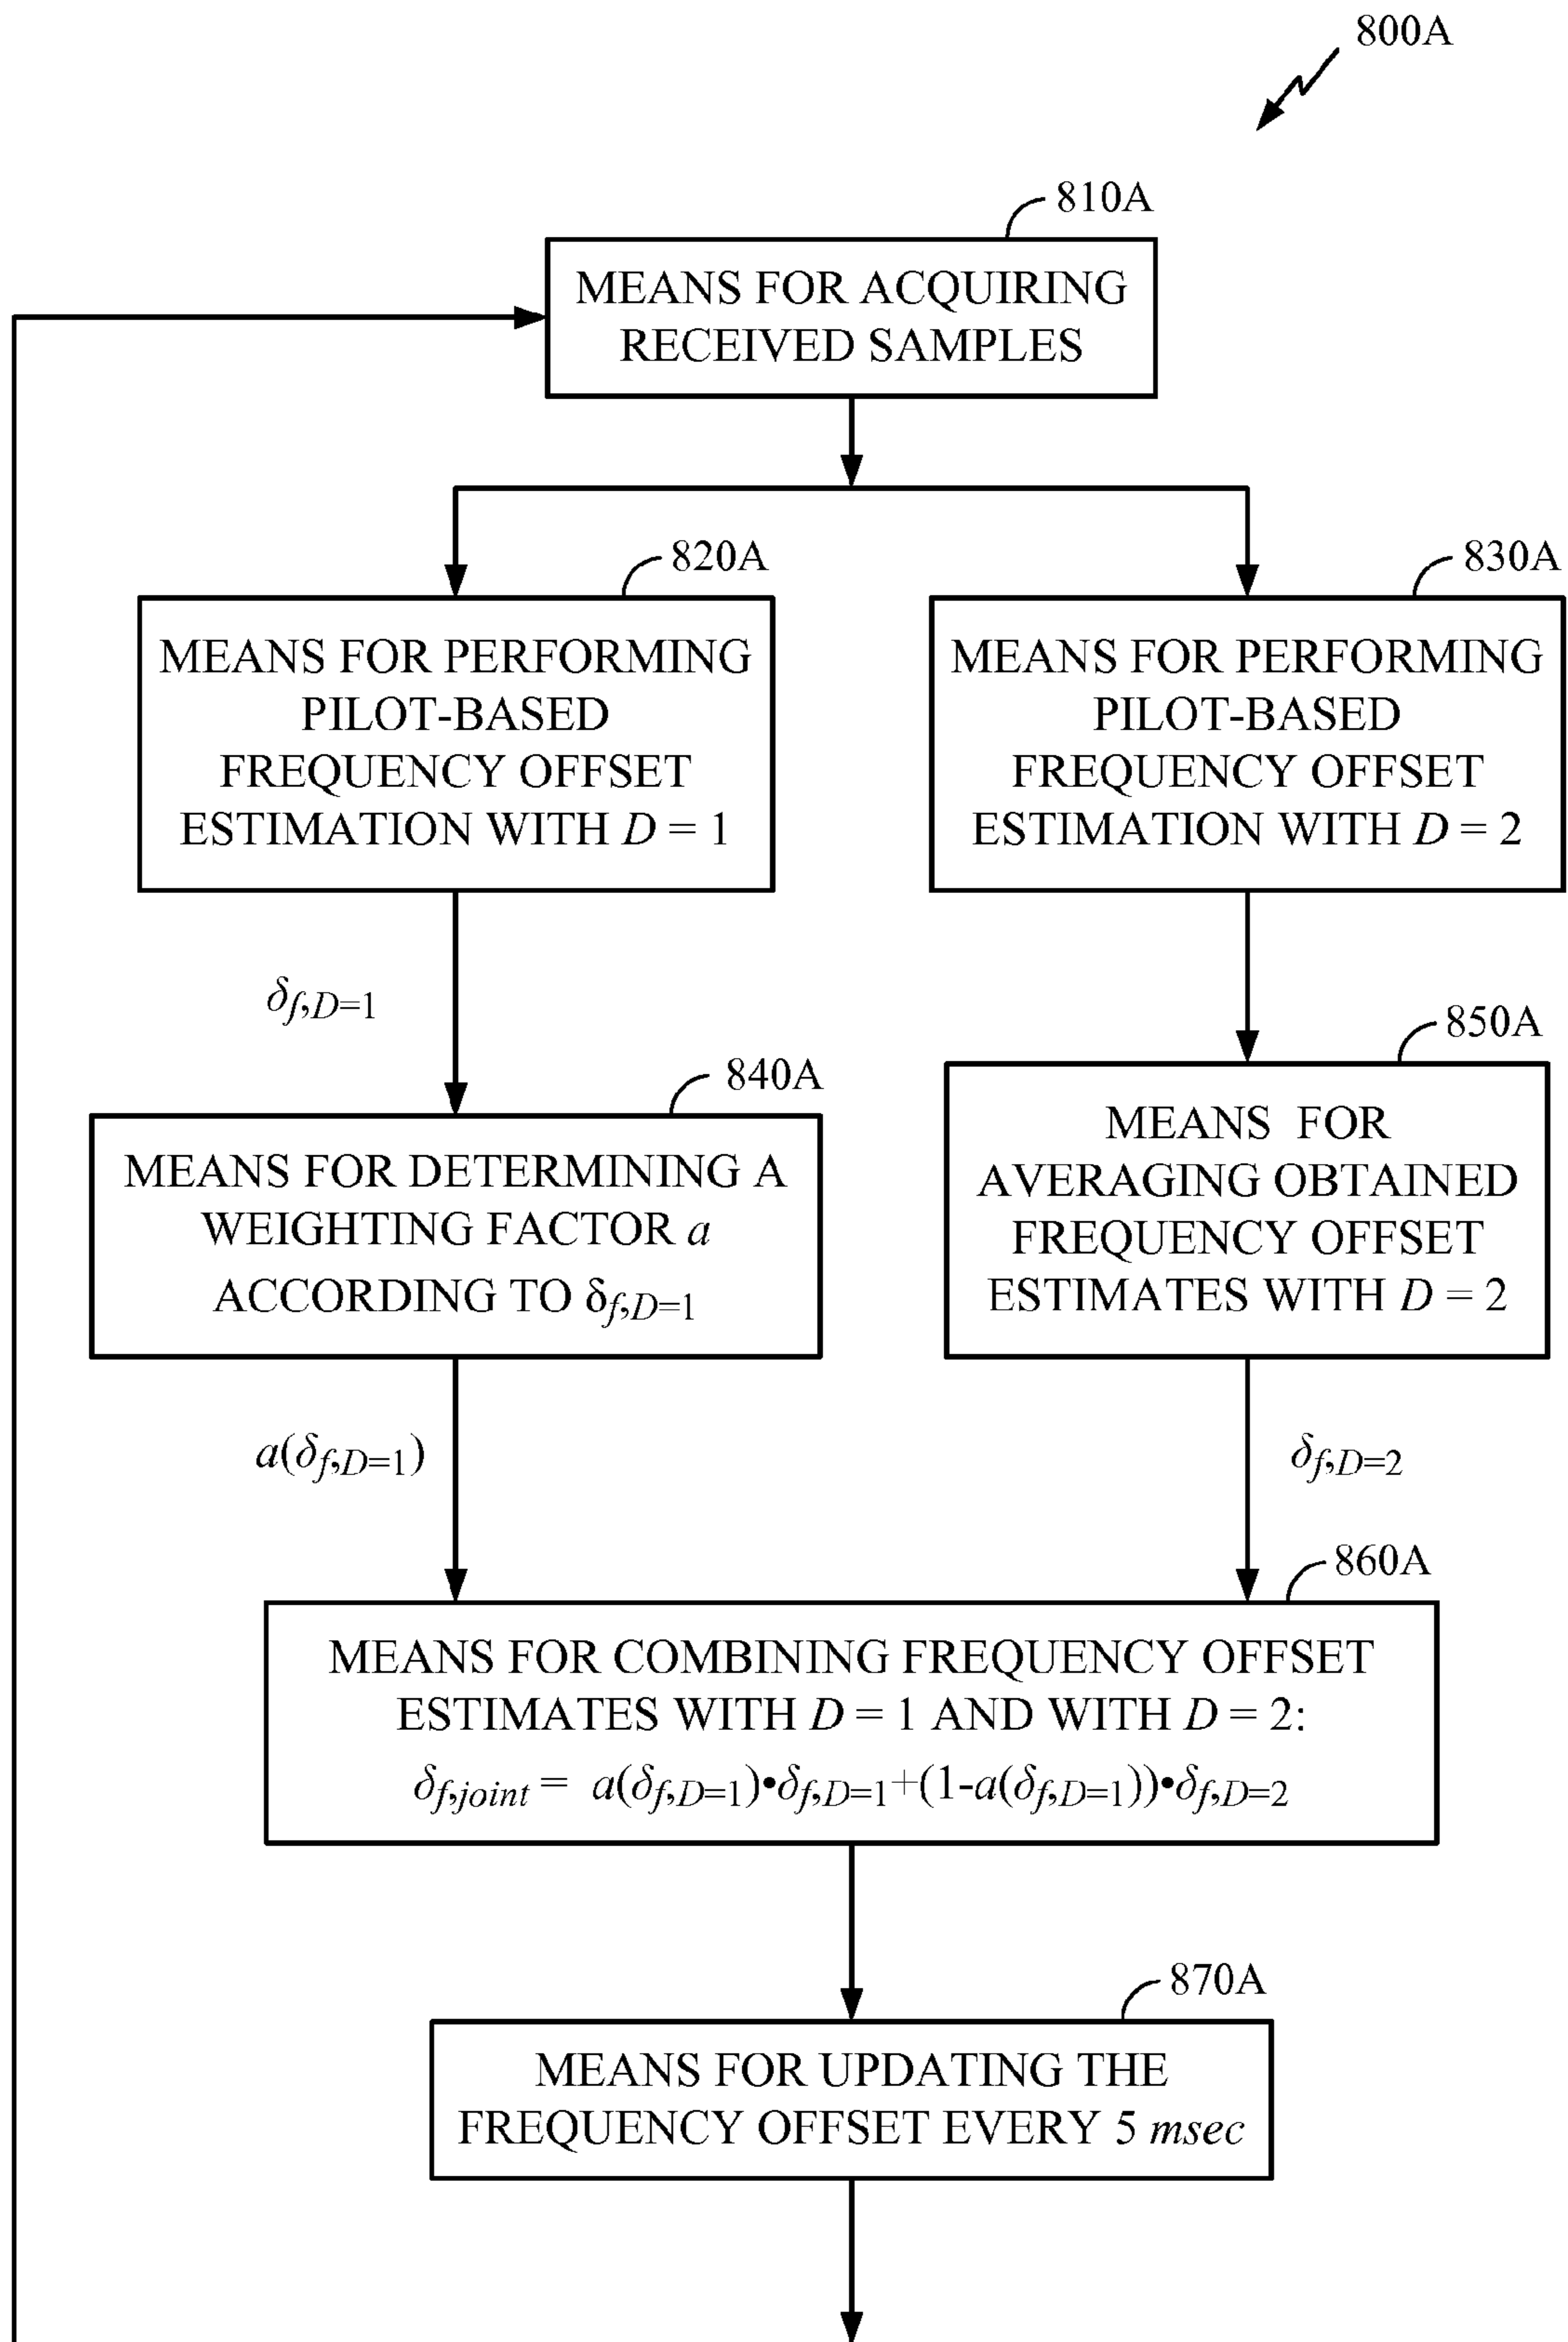 800A
810A
MEANS FOR ACQUIRING
RECEIVED SAMPLES
820A
MEANS FOR PERFORMING
PILOT-BASED
FREQUENCY OFFSET
ESTIMATION WITH D = 1
830A
MEANS FOR PERFORMING
PILOT-BASED
FREQUENCY OFFSET
ESTIMATION WITH D = 2
δf,D=1
840A
MEANS FOR DETERMINING A
WEIGHTING FACTOR a
ACCORDING TO δf,D=1
850A
MEANS FOR
AVERAGING OBTAINED
FREQUENCY OFFSET
ESTIMATES WITH D = 2
a(δf,D=1)
δf,D=2
860A
MEANS FOR COMBINING FREQUENCY OFFSET
ESTIMATES WITH D = 1 AND WITH D = 2:
δf,joint = a(δf,D=1)•δf,D=1+(1-a(δf,D=1))•δf,D=2
870A
MEANS FOR UPDATING THE
FREQUENCY OFFSET EVERY 5 msec